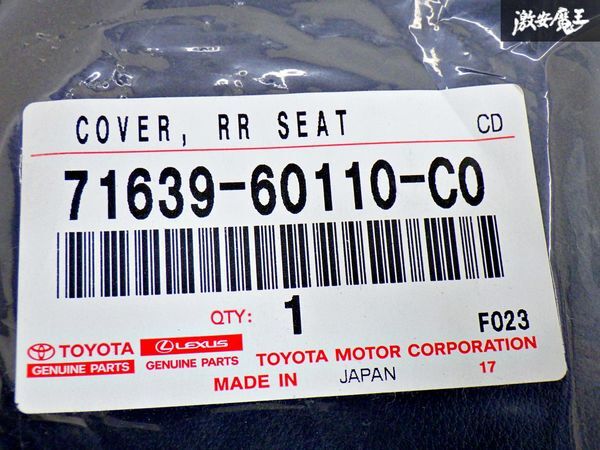 激安魔王
COVER, RR SEAT CD
71639-60110-C0
QTY: 1
F023
TOYOTA LEXUS
GENUINE PARTS GENUINE PARTS
TOYOTA MOTOR CORPORATION
MADE IN JAPAN 17